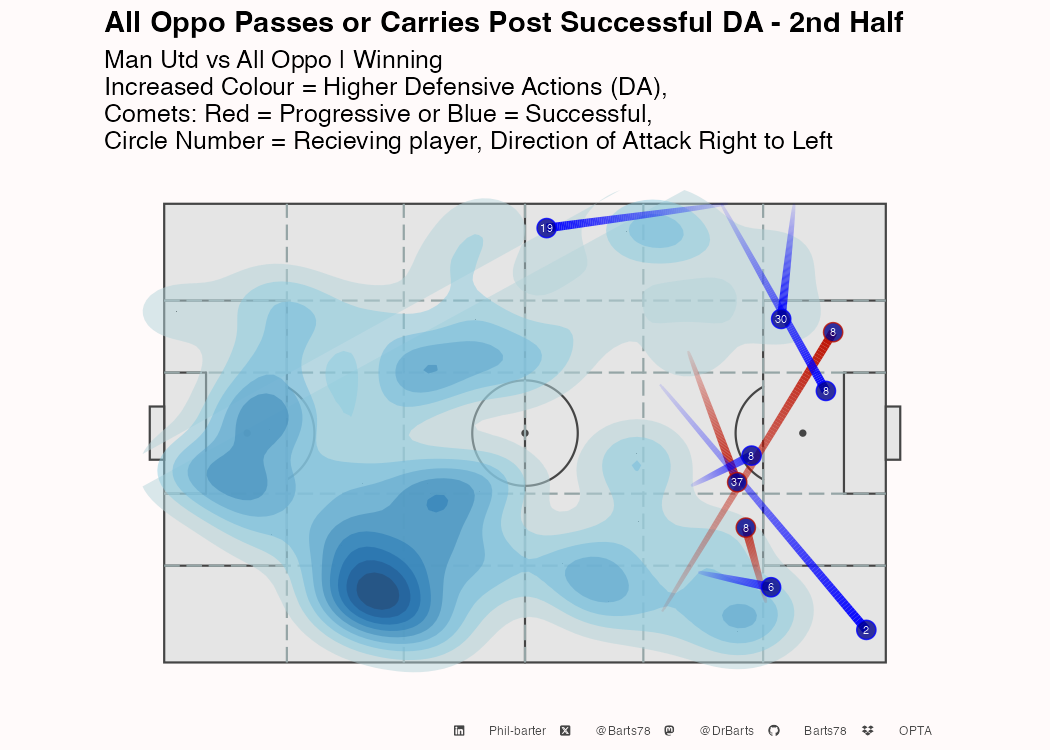 All Oppo Passes or Carries Post Successful DA - 2nd Half
Man Utd vs All Oppo | Winning
Increased Colour = Higher Defensive Actions (DA),
Comets: Red = Progressive or Blue = Successful,
Circle Number = Recieving player, Direction of Attack Right to Left
19
30
8
8
8
37
8
6
2
Phil-barter @Barts78 @DrBarts Barts78 OPTA